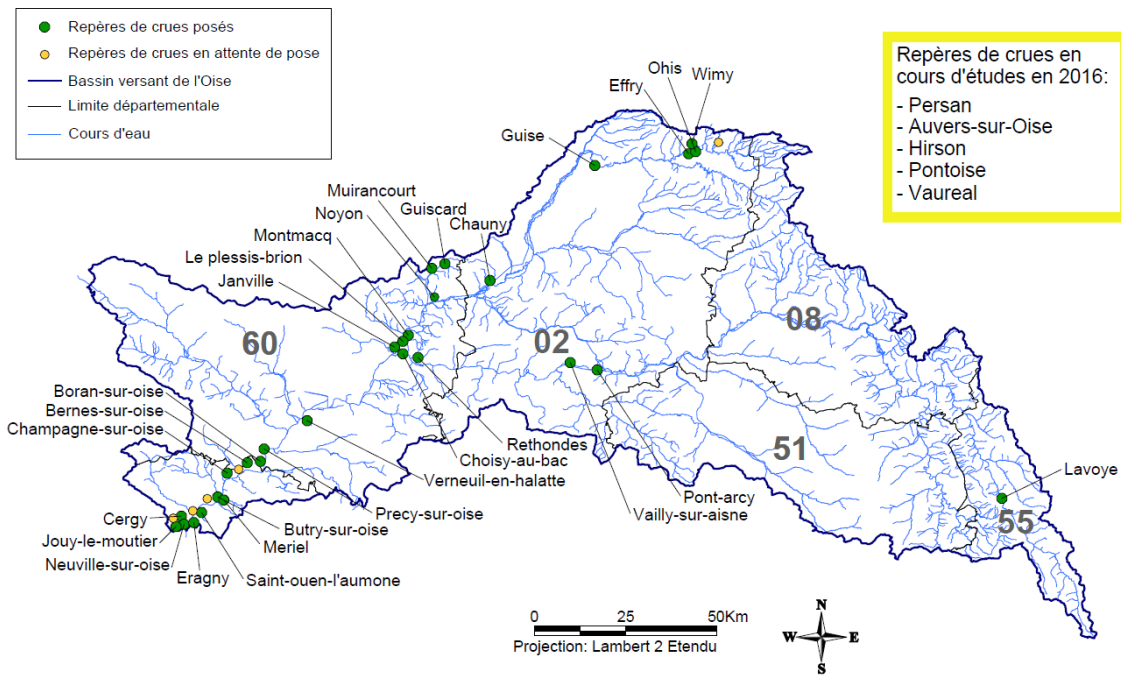 Repères de crues posés
Repères de crues en attente de pose
Bassin versant de l'Oise
Limite départementale
Cours d'eau
Repères de crues en
cours d'études en 2016:
- Persan
- Auvers-sur-Oise
- Hirson
- Pontoise
- Vaureal
Ohis
Wimy
Effry
Guise
Muirancourt
Guiscard
Noyon
Chauny
Montmacq
Le plessis-brion
Janville
60
02
08
51
55
Boran-sur-oise
Bernes-sur-oise
Champagne-sur-oise
Rethondes
Choisy-au-bac
Verneuil-en-halatte
Lavoye
Pont-arcy
Vailly-sur-aisne
Precy-sur-oise
Cergy
Butry-sur-oise
Jouy-le-moutier
Meriel
Neuville-sur-oise
Eragny
Saint-ouen-l'aumone
0 25 50Km
Projection: Lambert 2 Etendu
N
W E
S